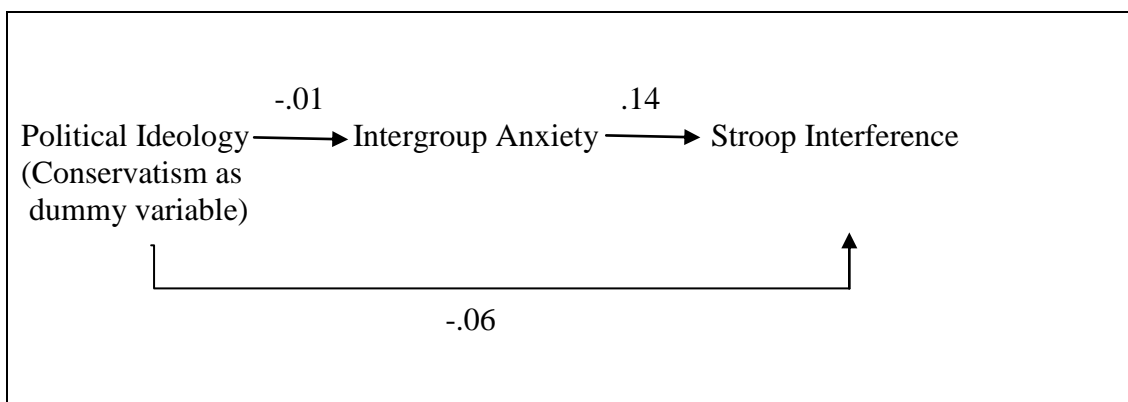 -.01 .14
Political Ideology Intergroup Anxiety Stroop Interference
(Conservatism as
dummy variable)
-.06